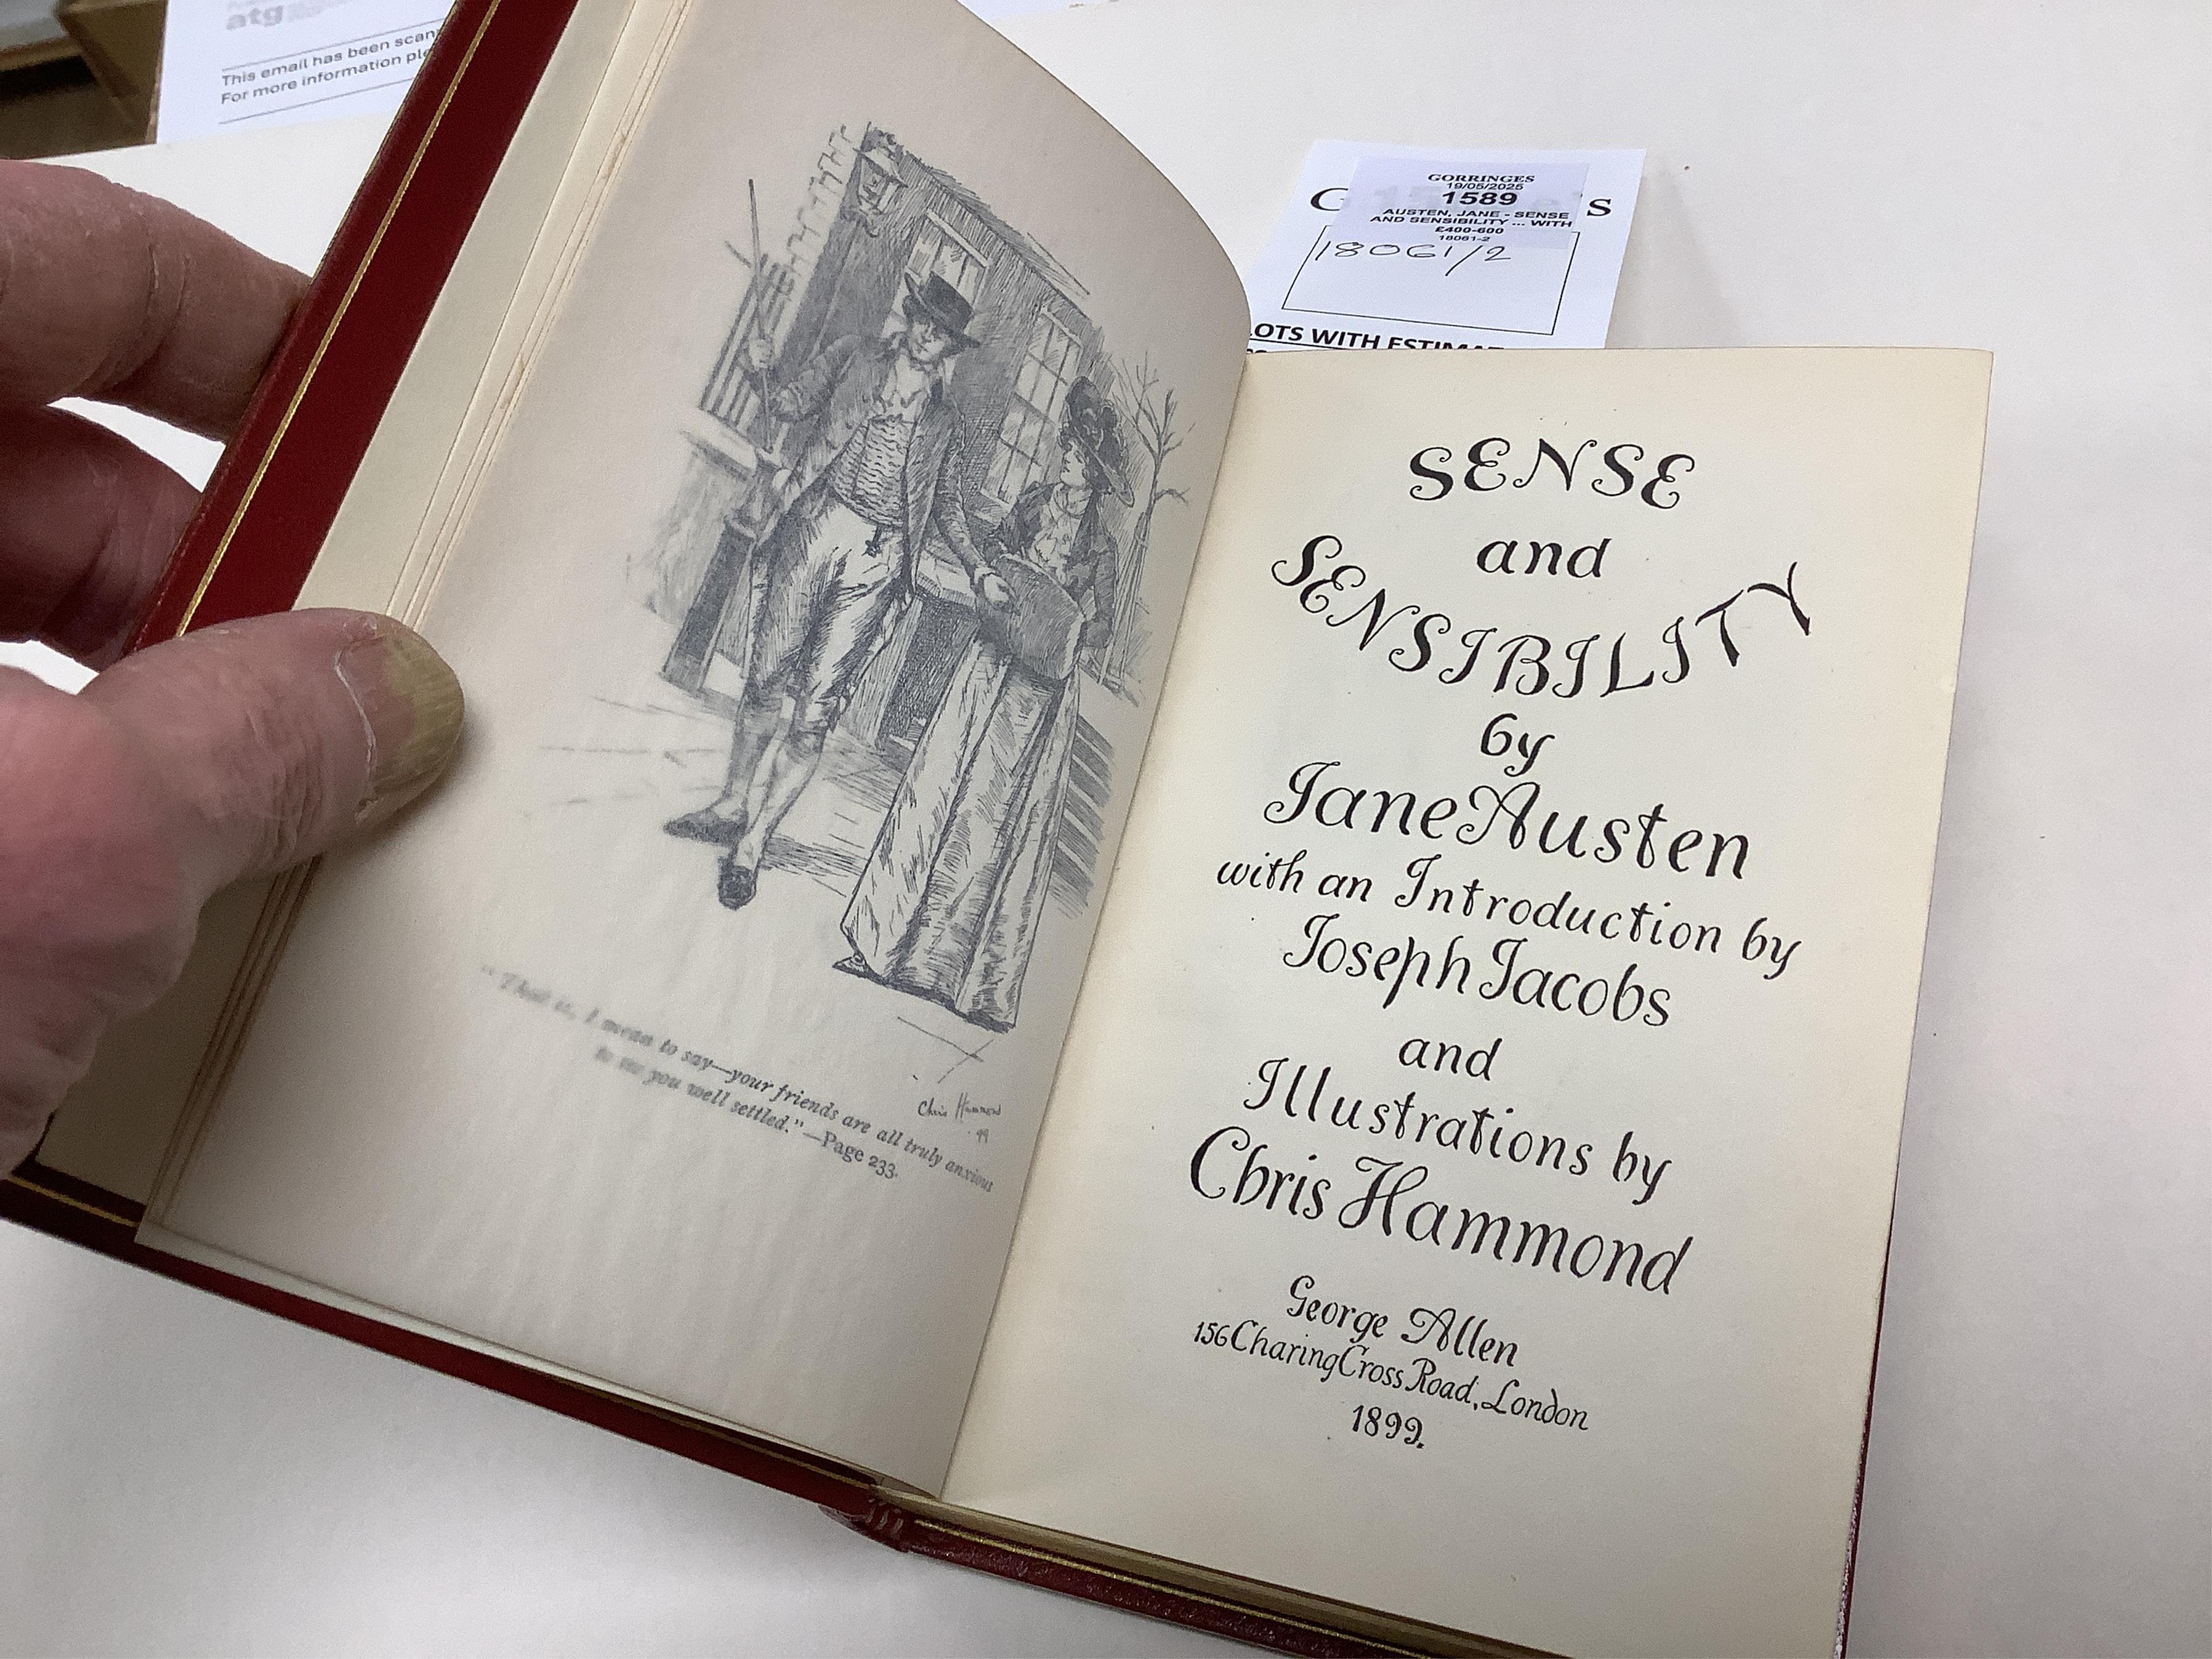 atg
This email has been scan
For more information ple
GORRINGES
19/05/2025
1589
AUSTEN, JANE - SENSE
AND SENSIBILITY ... WITH
£400-600
18061-2
18061/2
LOTS WITH ESTIMAT
"That is, I mean to say—your friends are all truly anxious
to see you well settled."—Page 233.
Chris Hammond
99
SENSE
and
SENSIBILITY
by
Jane Austen
with an Introduction by
Joseph Jacobs
and
Illustrations by
Chris Hammond
George Allen
156 Charing Cross Road, London
1899.